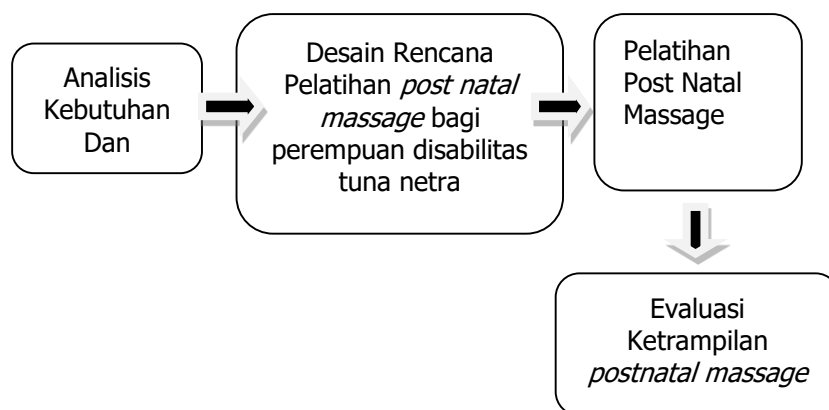 Analisis
Kebutuhan
Dan
Desain Rencana
Pelatihan post natal
massage bagi
perempuan disabilitas
tuna netra
Pelatihan
Post Natal
Massage
Evaluasi
Ketrampilan
postnatal massage